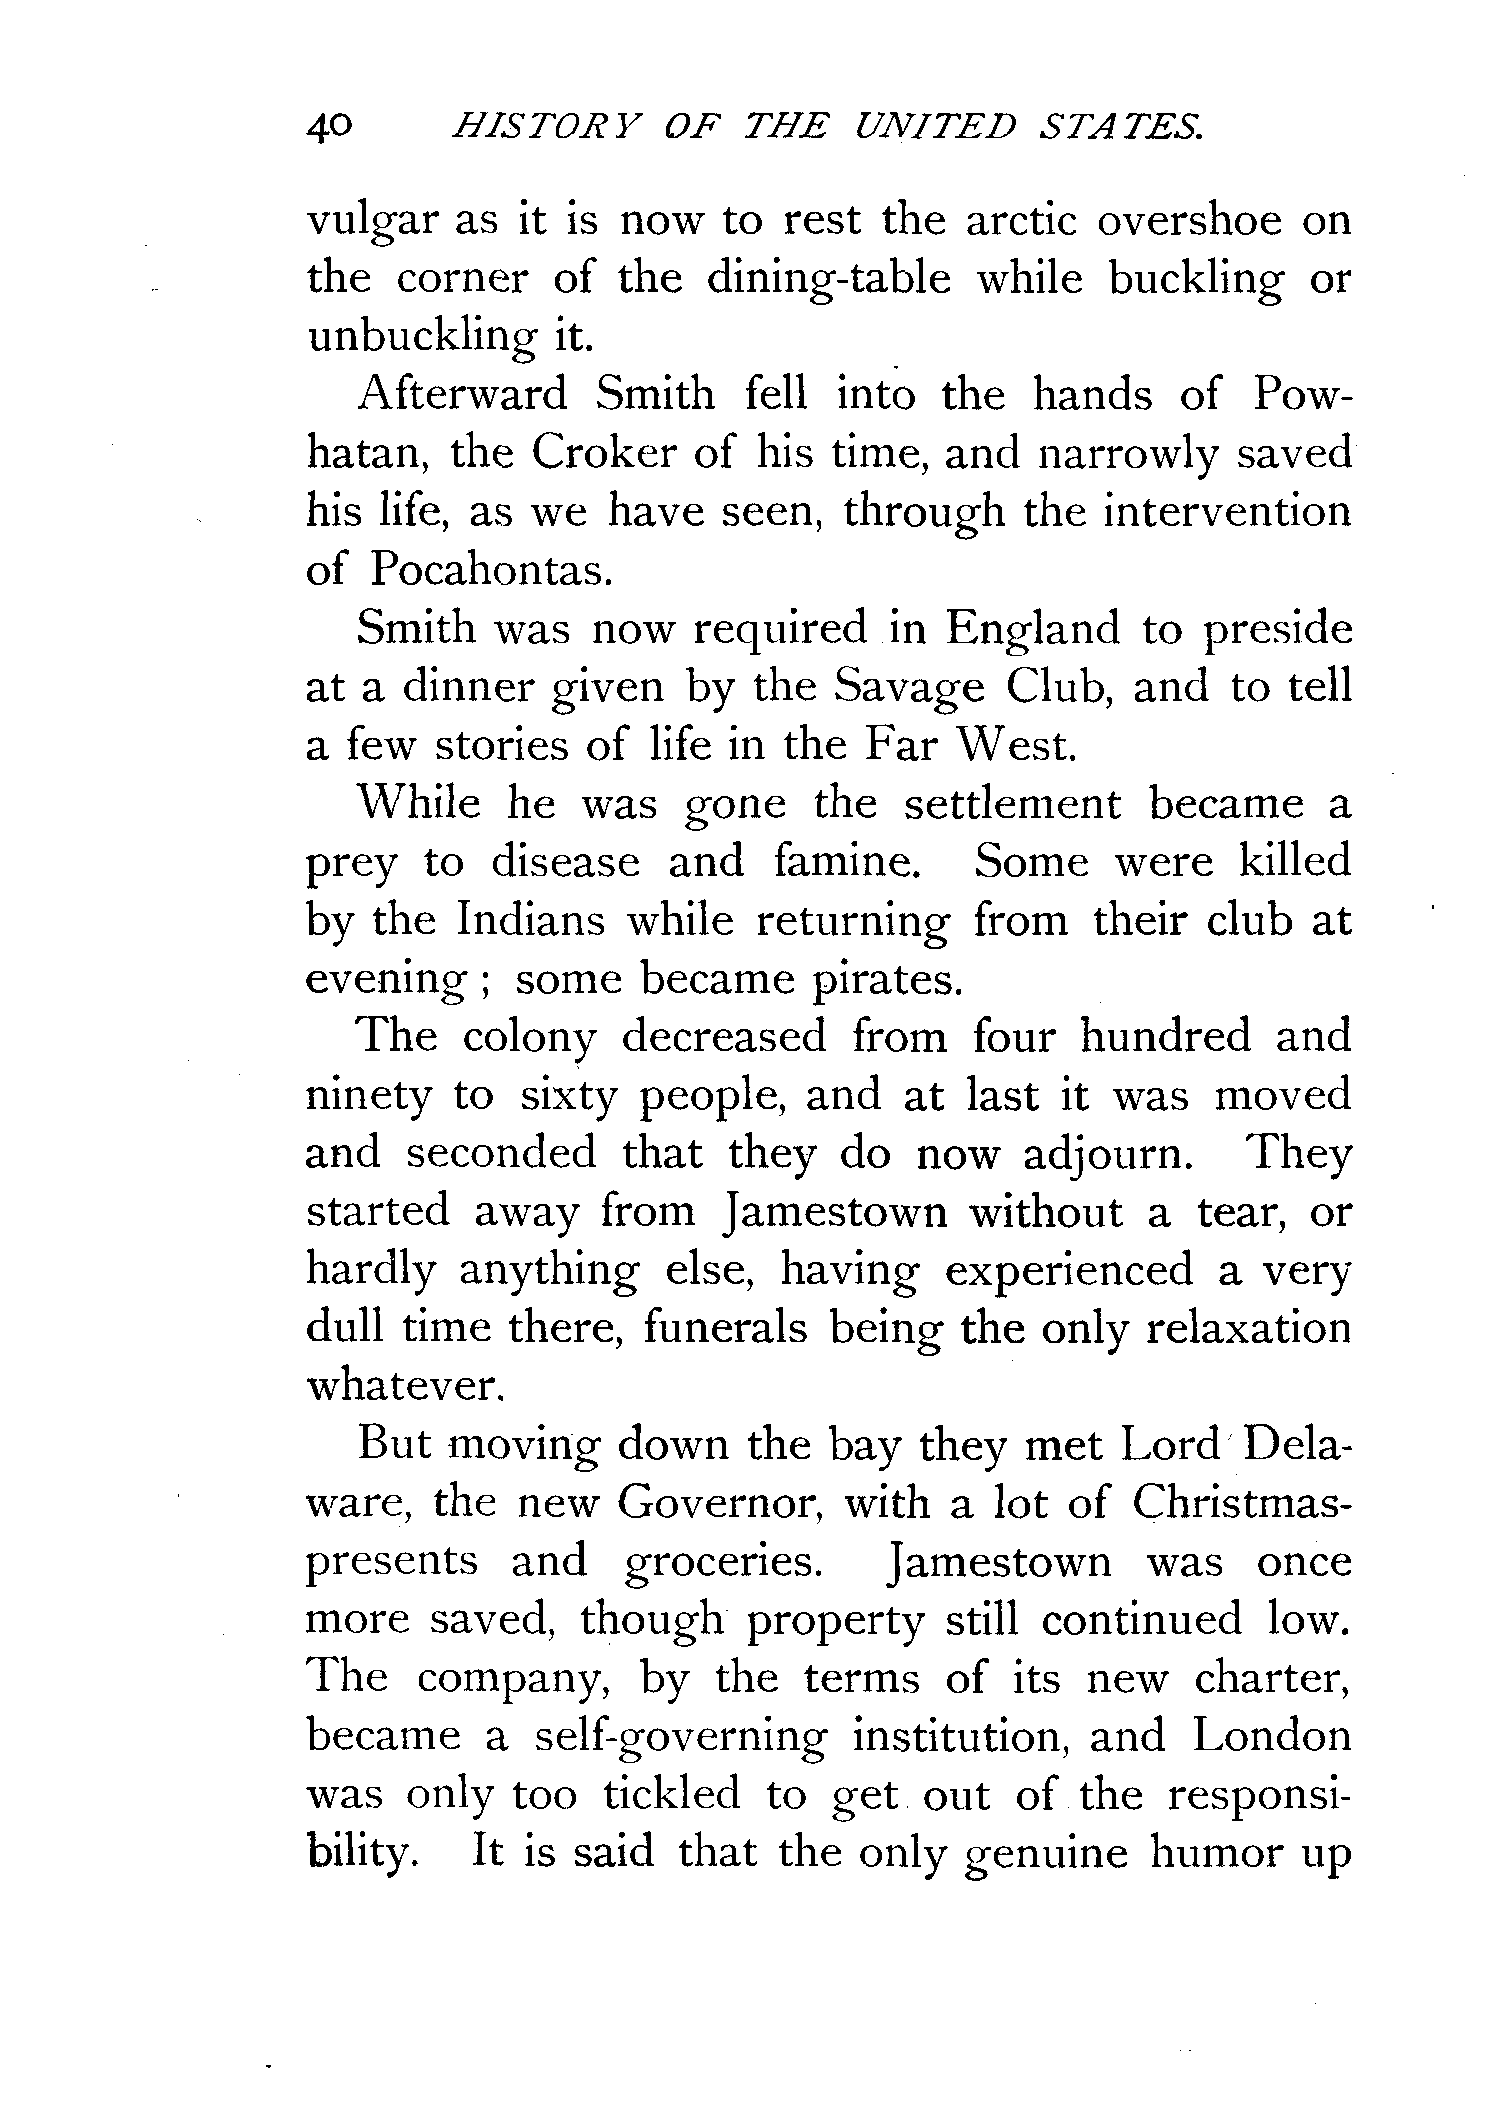 40 HISTORY OF THE UNITED STATES.
vulgar as it is now to rest the arctic overshoe on
the corner of the dining-table while buckling or
unbuckling it.
Afterward Smith fell into the hands of Pow-
hatan, the Croker of his time, and narrowly saved
his life, as we have seen, through the intervention
of Pocahontas.
Smith was now required in England to preside
at a dinner given by the Savage Club, and to tell
a few stories of life in the Far West.
While he was gone the settlement became a
prey to disease and famine. Some were killed
by the Indians while returning from their club at
evening ; some became pirates.
The colony decreased from four hundred and
ninety to sixty people, and at last it was moved
and seconded that they do now adjourn. They
started away from Jamestown without a tear, or
hardly anything else, having experienced a very
dull time there, funerals being the only relaxation
whatever.
But moving down the bay they met Lord Dela-
ware, the new Governor, with a lot of Christmas-
presents and groceries. Jamestown was once
more saved, though property still continued low.
The company, by the terms of its new charter,
became a self-governing institution, and London
was only too tickled to get out of the responsi-
bility. It is said that the only genuine humor up